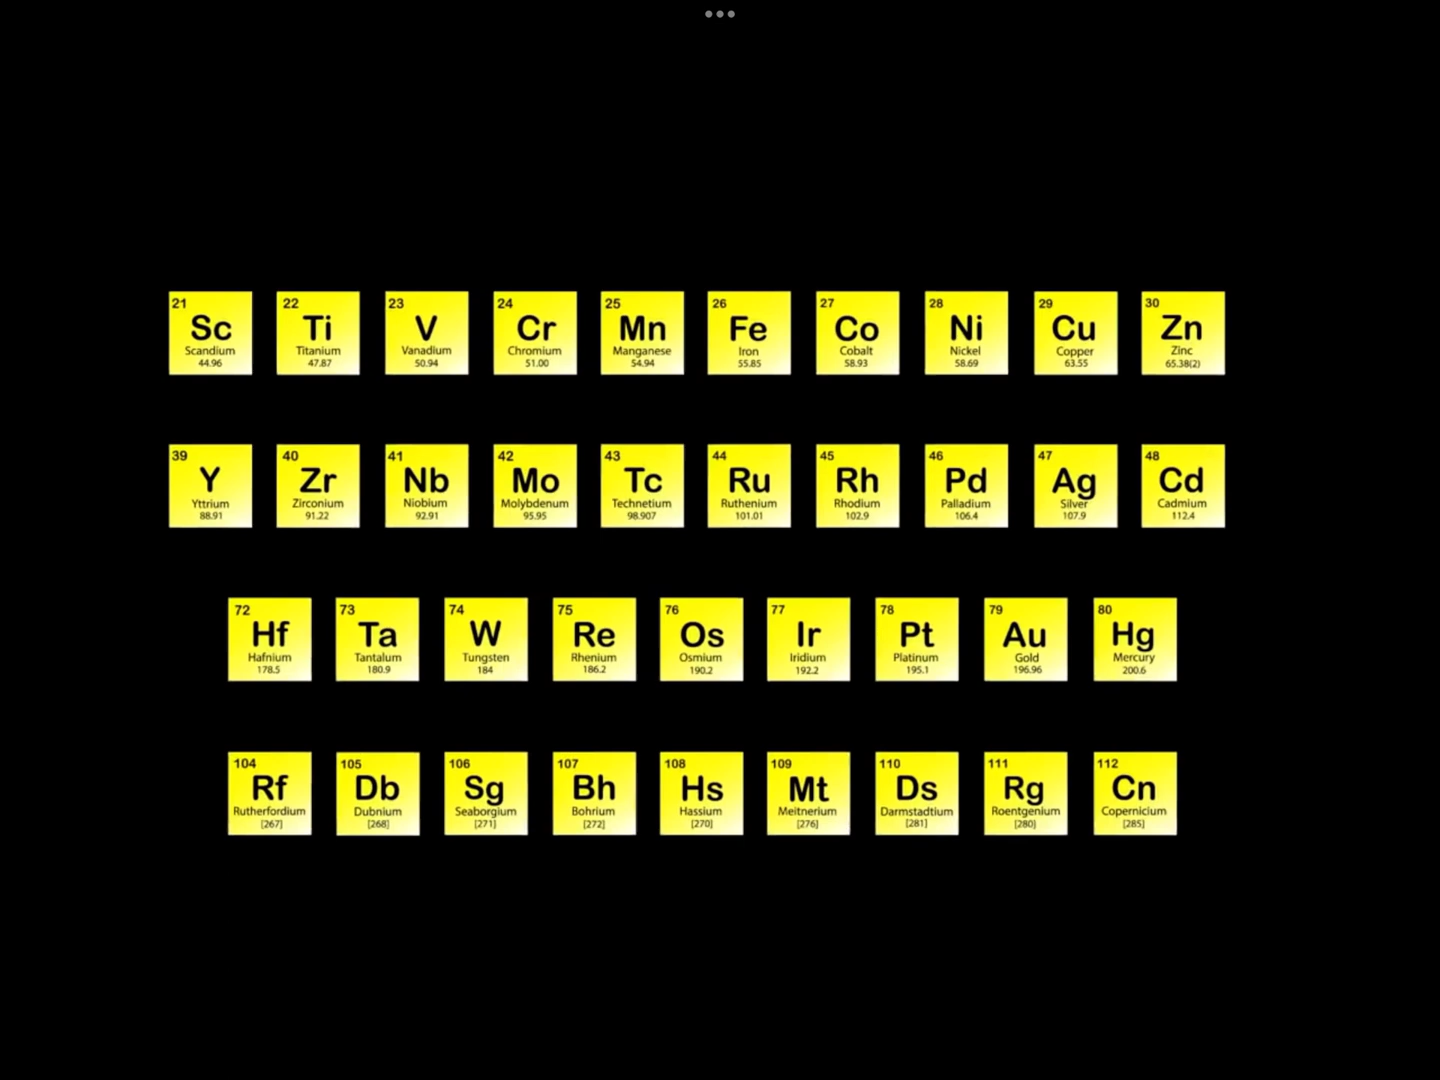 21 22 23 24 25 26 27 28 29 30
Sc Ti V Cr Mn Fe Co Ni Cu Zn
Scandium Titanium Vanadium Chromium Manganese Iron Cobalt Nickel Copper Zinc
44.96 47.87 50.94 51.00 54.94 55.85 58.93 58.69 63.55 65.38(2)
39 40 41 42 43 44 45 46 47 48
Y Zr Nb Mo Tc Ru Rh Pd Ag Cd
Yttrium Zirconium Niobium Molybdenum Technetium Ruthenium Rhodium Palladium Silver Cadmium
88.91 91.22 92.91 95.95 98.907 101.01 102.9 106.4 107.9 112.4
72 73 74 75 76 77 78 79 80
Hf Ta W Re Os Ir Pt Au Hg
Hafnium Tantalum Tungsten Rhenium Osmium Iridium Platinum Gold Mercury
178.5 180.9 184 186.2 190.2 192.2 195.1 196.96 200.6
104 105 106 107 108 109 110 111 112
Rf Db Sg Bh Hs Mt Ds Rg Cn
Rutherfordium Dubnium Seaborgium Bohrium Hassium Meitnerium Darmstadtium Roentgenium Copernicium
[267] [268] [271] [272] [270] [276] [281] [280] [285]